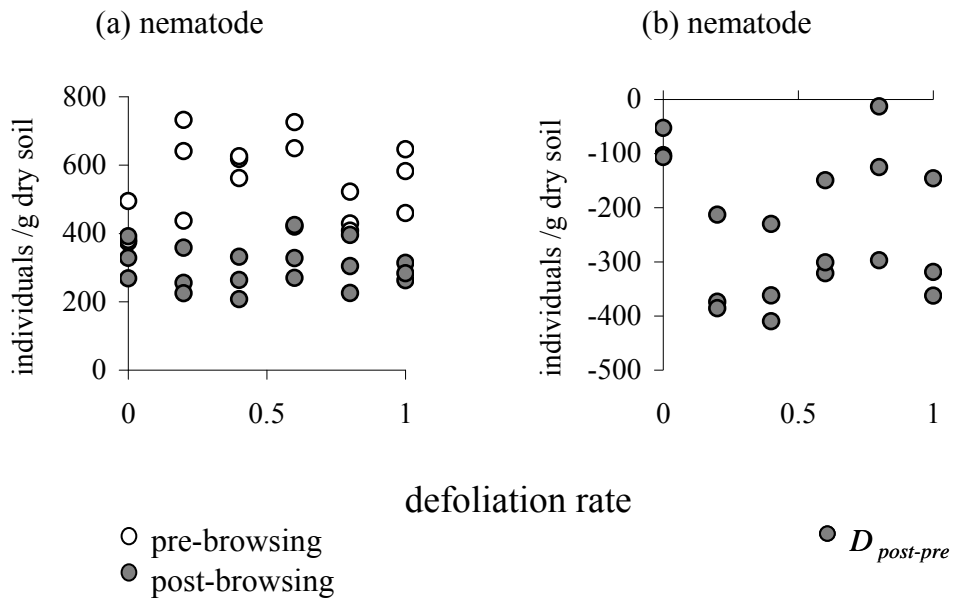 (a) nematode
individuals /g dry soil
800
600
400
200
0
0
0.5
1
(b) nematode
individuals /g dry soil
0
-100
-200
-300
-400
-500
0
0.5
1
defoliation rate
pre-browsing
post-browsing
D post-pre